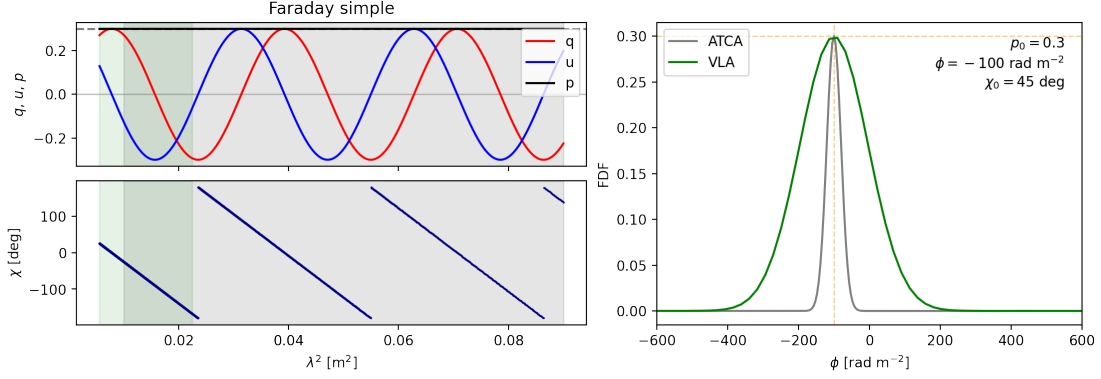 Faraday simple
q, u, p
0.2
0.0
−0.2
q
u
p
χ [deg]
100
0
−100
0.02
0.04
0.06
0.08
λ² [m²]
FDF
0.30
0.25
0.20
0.15
0.10
0.05
0.00
ATCA
VLA
p₀ = 0.3
ϕ = −100 rad m⁻²
χ₀ = 45 deg
−600
−400
−200
0
200
400
600
ϕ [rad m⁻²]